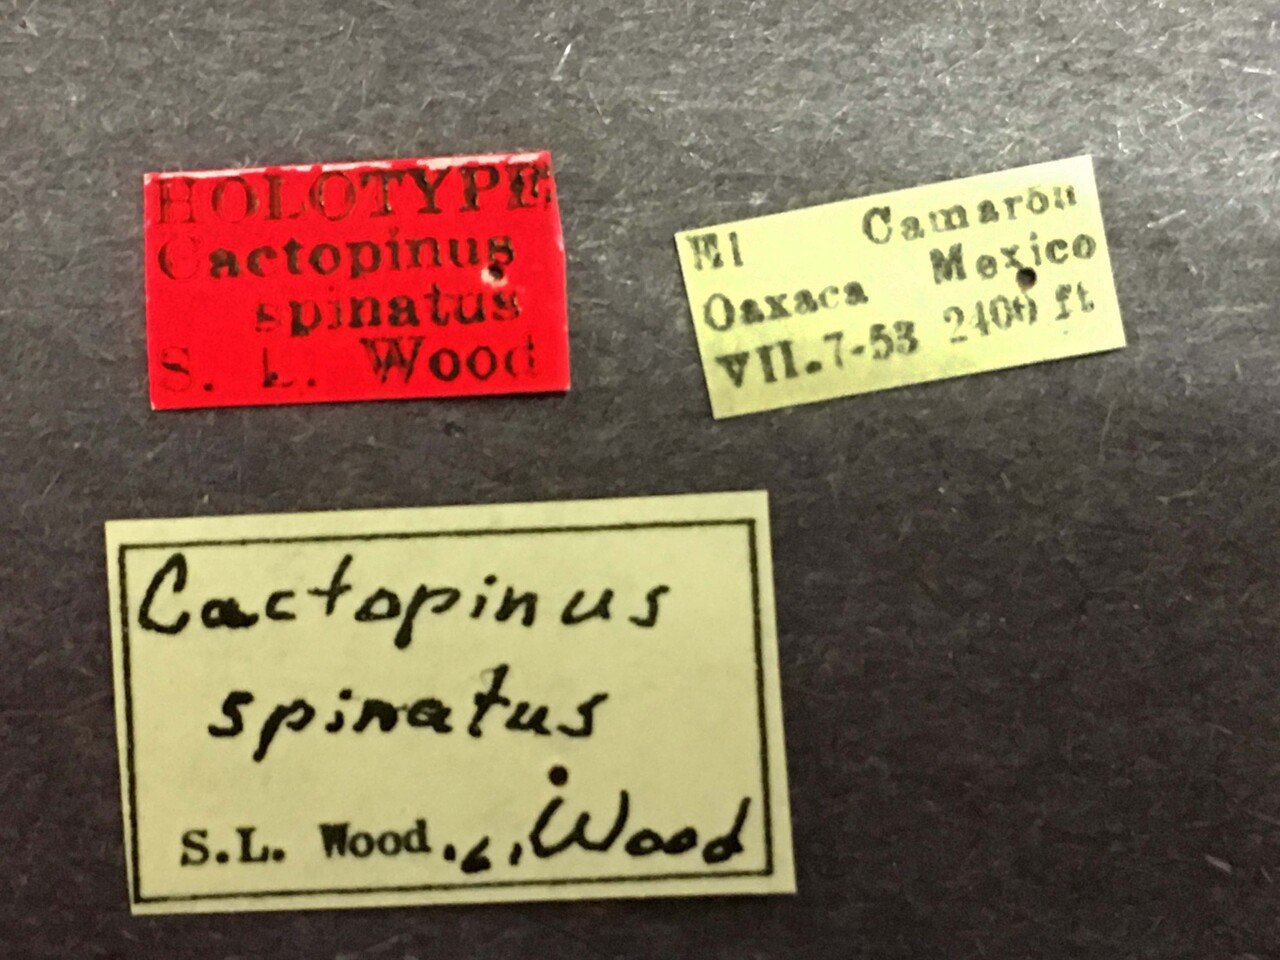 HOLOTYPE
Cactopinus
spinatus
S. L. Wood
El Camarón
Oaxaca Mexico
VII.7-53 2400 ft
Cactopinus
spinatus
S.L. Wood Wood